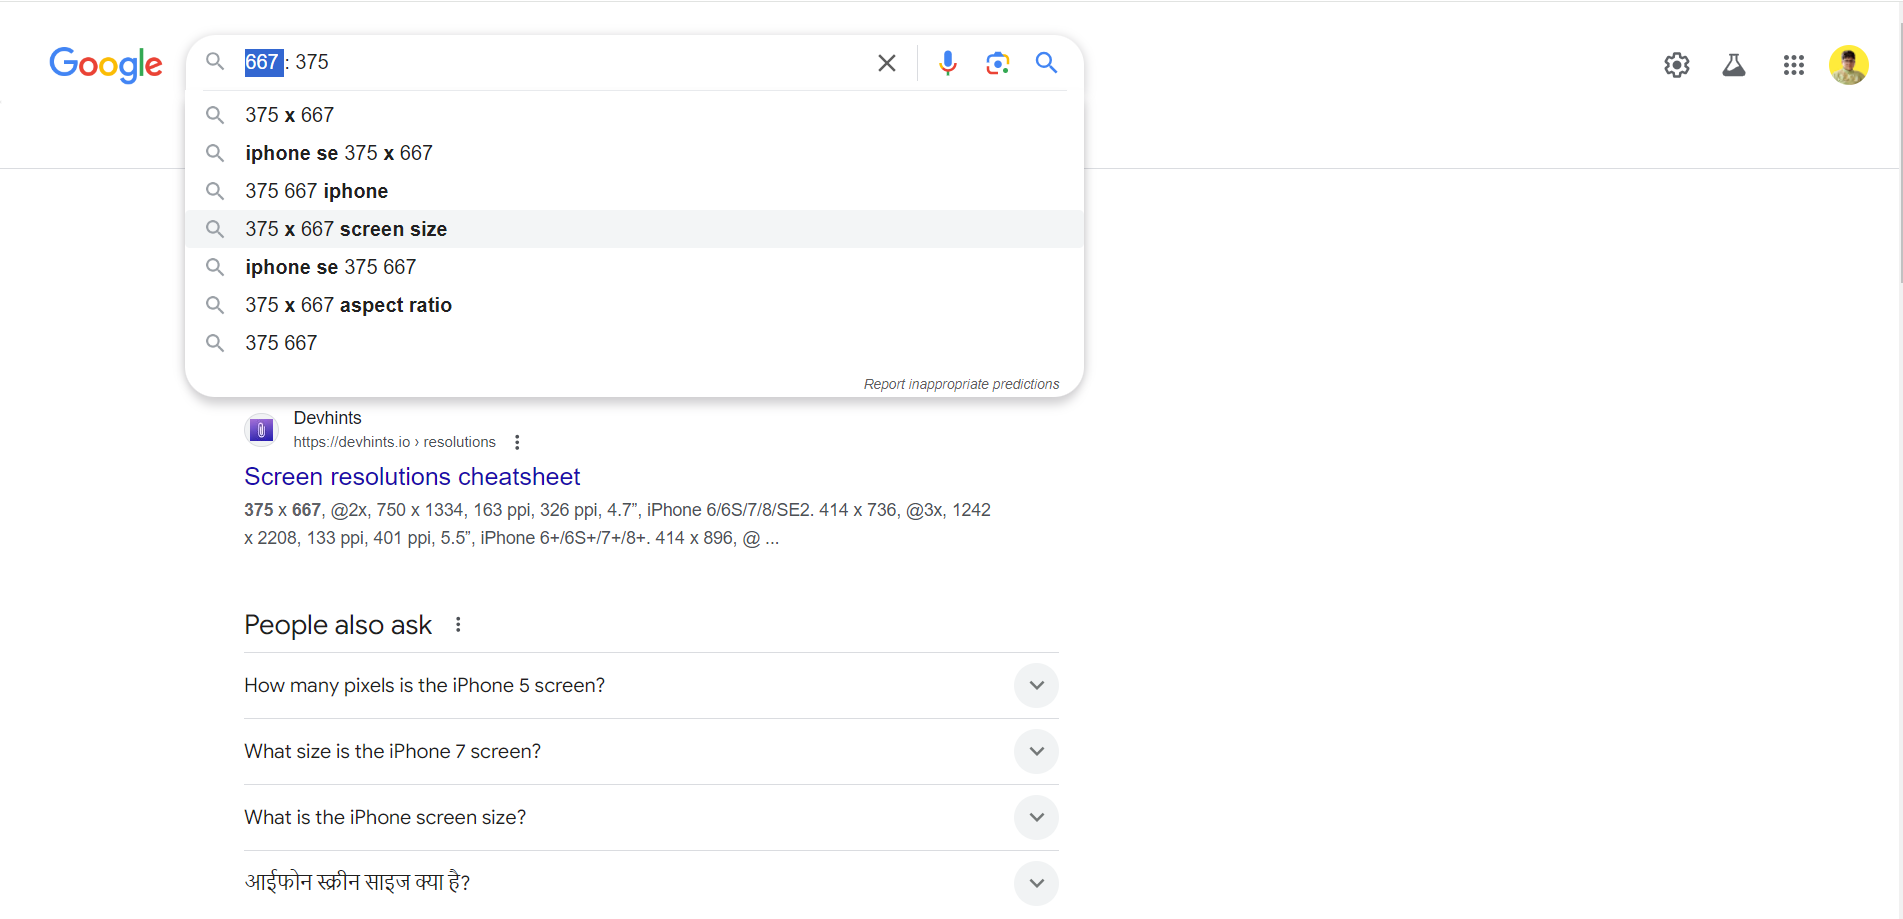 Google
667 : 375
375 x 667
iphone se 375 x 667
375 667 iphone
375 x 667 screen size
iphone se 375 667
375 x 667 aspect ratio
375 667
Report inappropriate predictions
Devhints
https://devhints.io › resolutions
Screen resolutions cheatsheet
375 x 667, @2x, 750 x 1334, 163 ppi, 326 ppi, 4.7”, iPhone 6/6S/7/8/SE2. 414 x 736, @3x, 1242
x 2208, 133 ppi, 401 ppi, 5.5”, iPhone 6+/6S+/7+/8+. 414 x 896, @ ...
People also ask
How many pixels is the iPhone 5 screen?
What size is the iPhone 7 screen?
What is the iPhone screen size?
आईफोन स्क्रीन साइज क्या है?